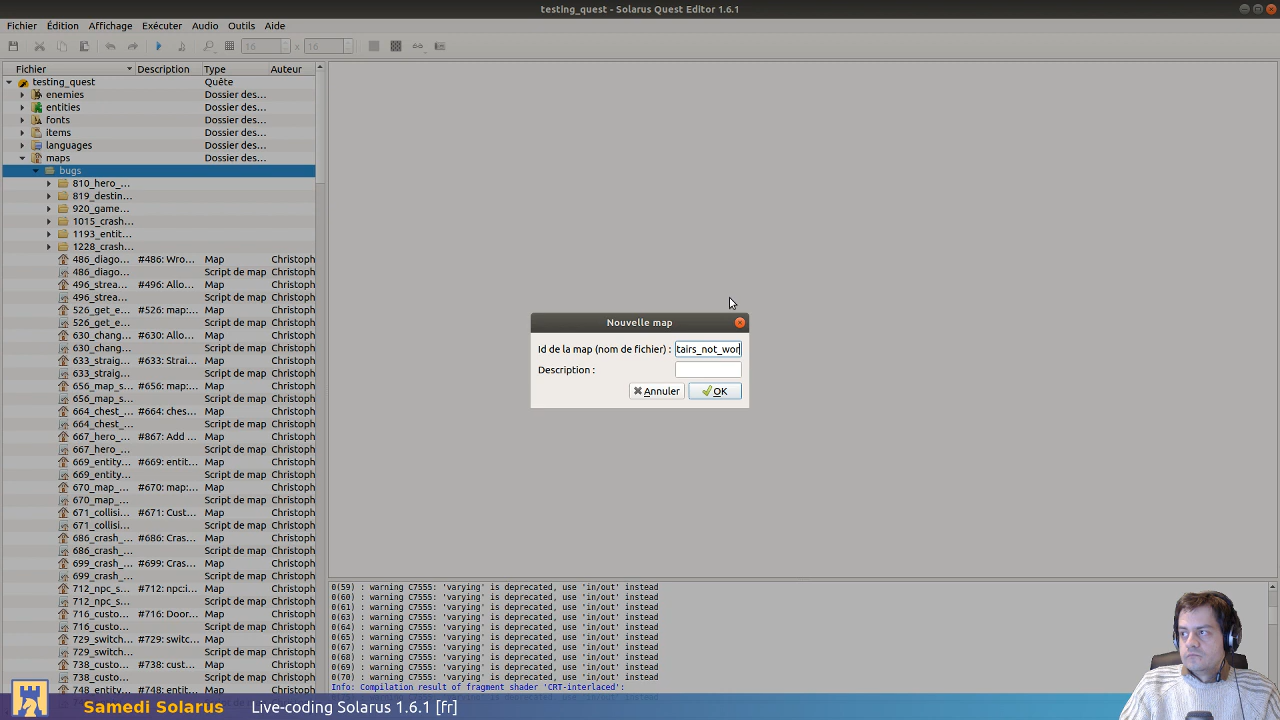 testing_quest - Solarus Quest Editor 1.6.1
Fichier Édition Affichage Exécuter Audio Outils Aide
16 x 16
Fichier Description Type Auteur
testing_quest Quête
enemies Dossier des...
entities Dossier des...
fonts Dossier des...
items Dossier des...
languages Dossier des...
maps Dossier des...
bugs
810_hero_...
819_destin...
920_game...
1015_crash...
1193_entit...
1228_crash...
486_diago... #486: Wro... Map Christoph
486_diago... Script de map Christoph
496_strea... #496: Allo... Map Christoph
496_strea... Script de map Christoph
526_get_e... #526: map:... Map Christoph
526_get_e... Script de map Christoph
630_chang... #630: Allo... Map Christoph
630_chang... Script de map Christoph
633_straig... #633: Strai... Map Christoph
633_straig... Script de map Christoph
656_map_s... #656: map:... Map Christoph
656_map_s... Script de map Christoph
664_chest_... #664: ches... Map Christoph
664_chest_... Script de map Christoph
667_hero_... #867: Add ... Map Christoph
667_hero_... Script de map Christoph
669_entity... #669: entit... Map Christoph
669_entity... Script de map Christoph
670_map_... #670: map:... Map Christoph
670_map_... Script de map Christoph
671_collisi... #671: Cust... Map Christoph
671_collisi... Script de map Christoph
686_crash_... #686: Cras... Map Christoph
686_crash_... Script de map Christoph
699_crash_... #699: Cras... Map Christoph
699_crash_... Script de map Christoph
712_npc_s... #712: npci... Map Christoph
712_npc_s... Script de map Christoph
716_custo... #716: Door... Map Christoph
716_custo... Script de map Christoph
729_switch... #729: switc... Map Christoph
729_switch... Script de map Christoph
738_custo... #738: cust... Map Christoph
738_custo... Script de map Christoph
748_entity... #748: entit... Map Christoph
Nouvelle map
Id de la map (nom de fichier) : tairs_not_wor
Description :
Annuler OK
0(59) : warning C7555: 'varying' is deprecated, use 'in/out' instead
0(60) : warning C7555: 'varying' is deprecated, use 'in/out' instead
0(61) : warning C7555: 'varying' is deprecated, use 'in/out' instead
0(63) : warning C7555: 'varying' is deprecated, use 'in/out' instead
0(64) : warning C7555: 'varying' is deprecated, use 'in/out' instead
0(65) : warning C7555: 'varying' is deprecated, use 'in/out' instead
0(67) : warning C7555: 'varying' is deprecated, use 'in/out' instead
0(68) : warning C7555: 'varying' is deprecated, use 'in/out' instead
0(69) : warning C7555: 'varying' is deprecated, use 'in/out' instead
0(70) : warning C7555: 'varying' is deprecated, use 'in/out' instead
Info: Compilation result of fragment shader 'CRT-interlaced':
Samedi Solarus Live-coding Solarus 1.6.1 [fr]